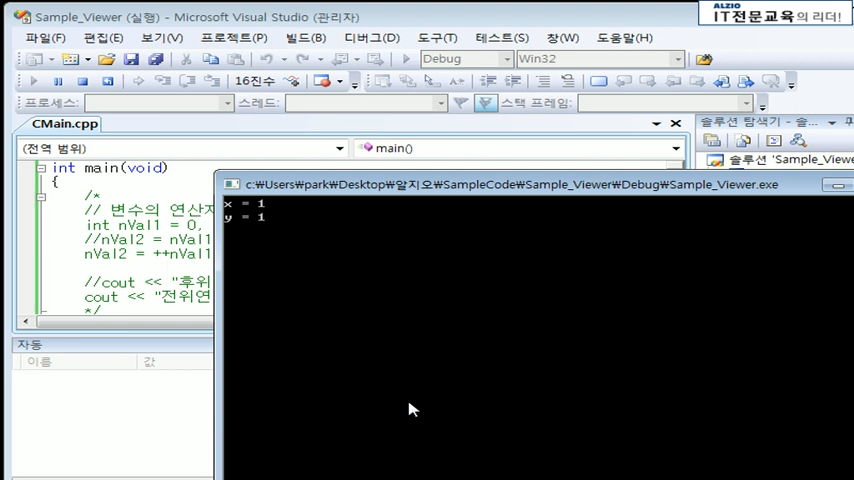 Sample_Viewer (실행) - Microsoft Visual Studio (관리자)
ALZIO
IT전문교육의 리더!
파일(F) 편집(E) 보기(V) 프로젝트(P) 빌드(B) 디버그(D) 도구(T) 테스트(S) 창(W) 도움말(H)
Debug Win32
16진수
프로세스: 스레드: 스택 프레임:
CMain.cpp
솔루션 탐색기 - 솔...
(전역 범위) main()
솔루션 'Sample_Viewe
int main(void)
{
c:₩Users₩park₩Desktop₩알지오₩SampleCode₩Sample_Viewer₩Debug₩Sample_Viewer.exe
/*
x = 1
// 변수의 연산
y = 1
int nVal1 = 0,
//nVal2 = nVal1
nVal2 = ++nVal1
//cout << "후위
cout << "전위연
*/
자동
이름 값